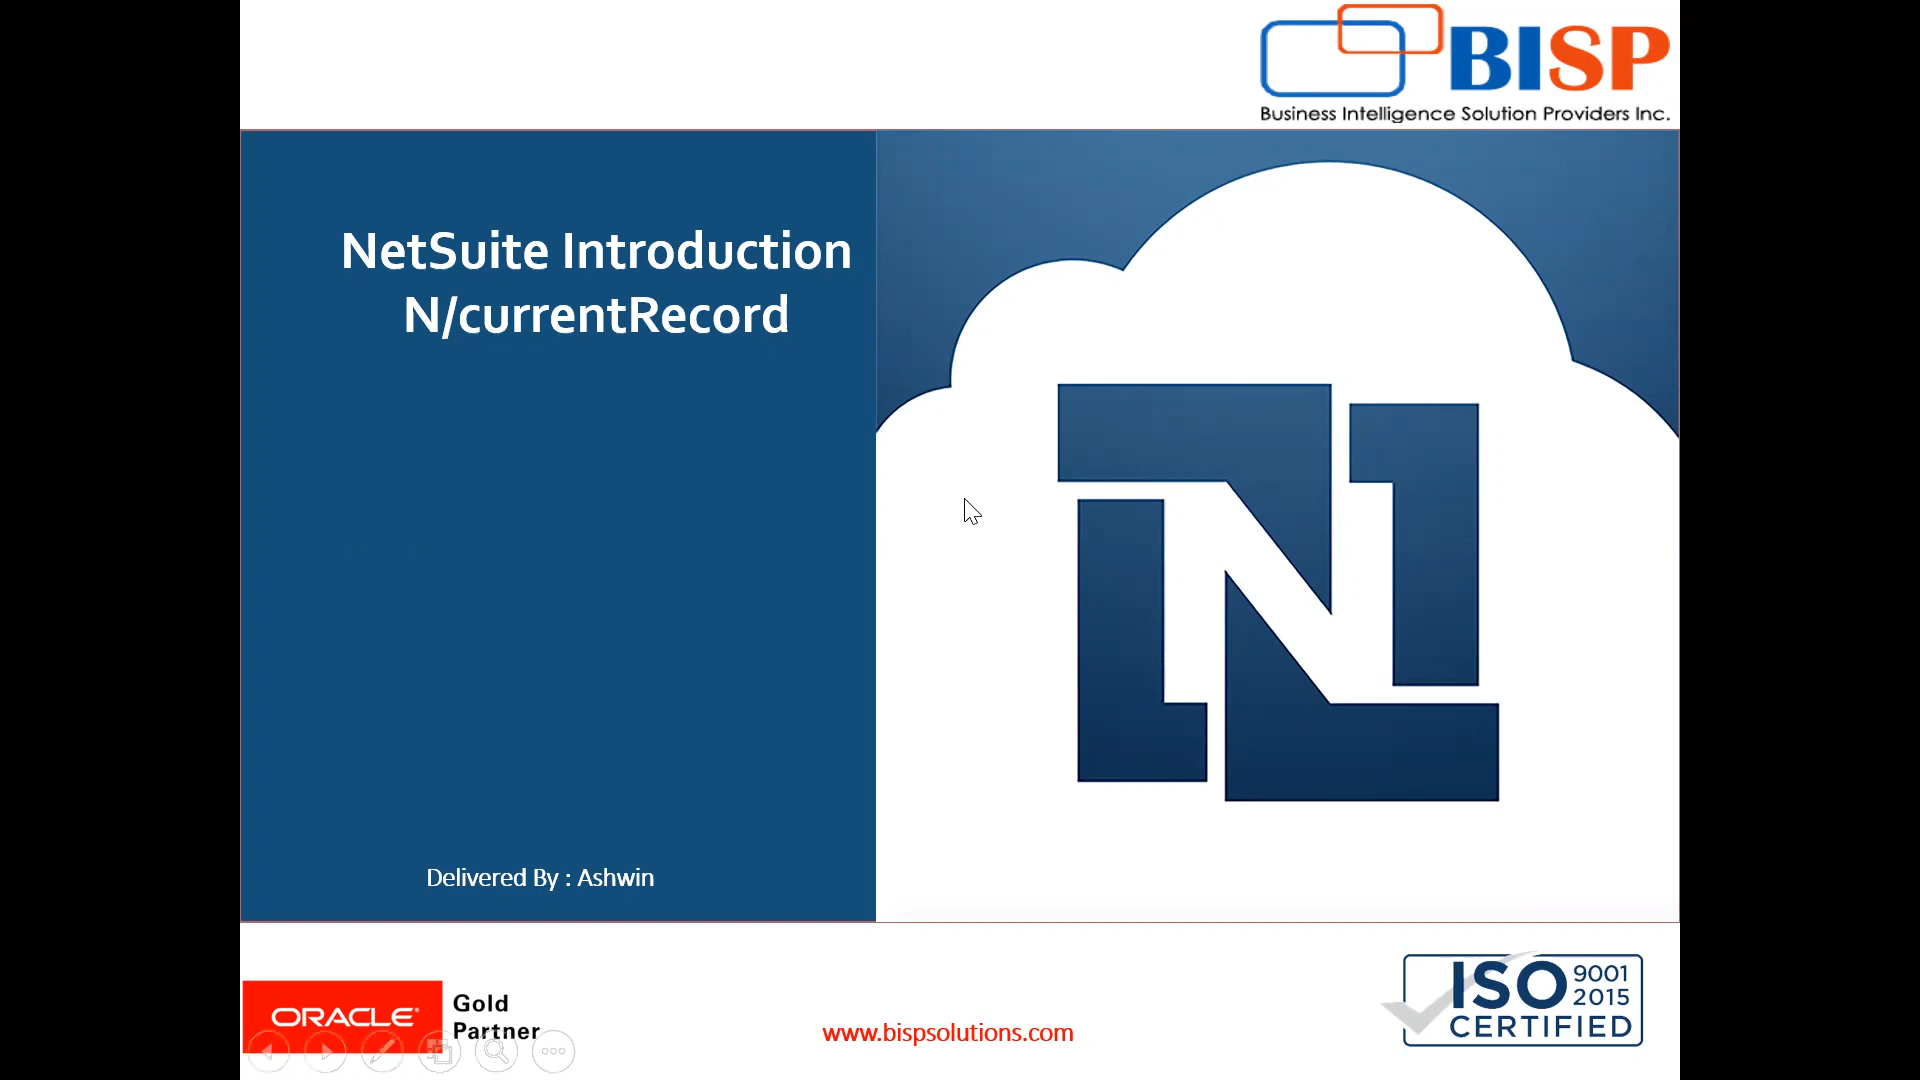 BISP
Business Intelligence Solution Providers Inc.
NetSuite Introduction
N/currentRecord
N
Delivered By : Ashwin
ORACLE®
Gold
Partner
www.bispsolutions.com
ISO 9001
2015
CERTIFIED